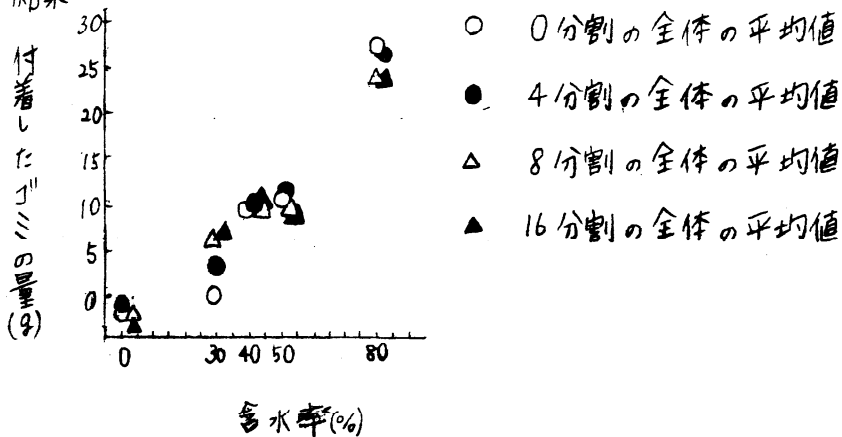 30
25
20
15
10
5
0
付着したゴミの量
(g)
0 30 40 50 80
含水率(%)
0分割の全体の平均値
4分割の全体の平均値
8分割の全体の平均値
16分割の全体の平均値